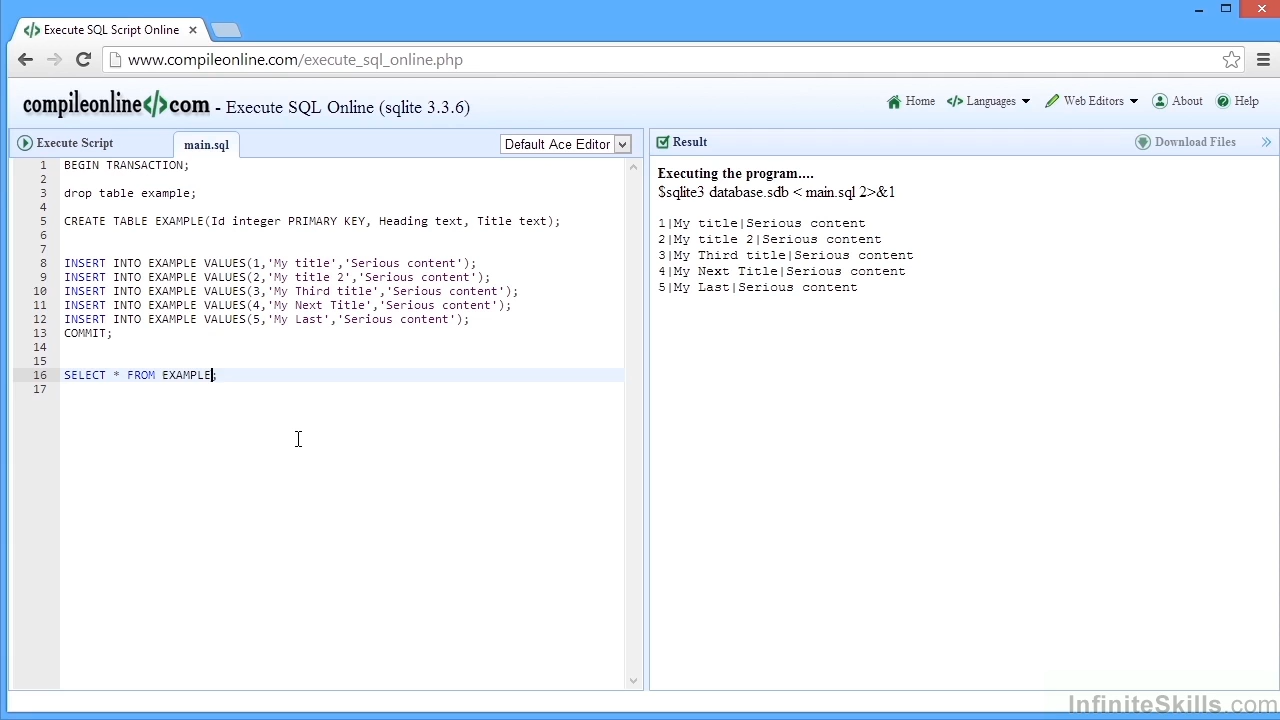 Execute SQL Script Online
www.compileonline.com/execute_sql_online.php
compileonline</>com - Execute SQL Online (sqlite 3.3.6)
Home </> Languages Web Editors About Help
Execute Script main.sql Default Ace Editor
1 BEGIN TRANSACTION;
2
3 drop table example;
4
5 CREATE TABLE EXAMPLE(Id integer PRIMARY KEY, Heading text, Title text);
6
7
8 INSERT INTO EXAMPLE VALUES(1,'My title','Serious content');
9 INSERT INTO EXAMPLE VALUES(2,'My title 2','Serious content');
10 INSERT INTO EXAMPLE VALUES(3,'My Third title','Serious content');
11 INSERT INTO EXAMPLE VALUES(4,'My Next Title','Serious content');
12 INSERT INTO EXAMPLE VALUES(5,'My Last','Serious content');
13 COMMIT;
14
15
16 SELECT * FROM EXAMPLE;
17
Result Download Files »
Executing the program....
$sqlite3 database.sdb < main.sql 2>&1
1|My title|Serious content
2|My title 2|Serious content
3|My Third title|Serious content
4|My Next Title|Serious content
5|My Last|Serious content
InfiniteSkills.com